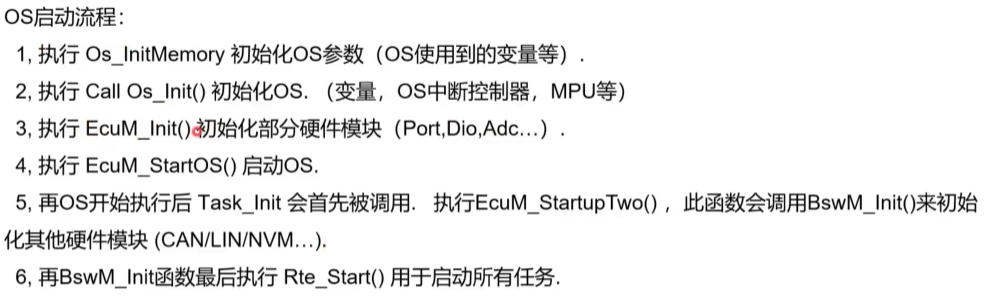 OS启动流程：
1, 执行 Os_InitMemory 初始化OS参数（OS使用到的变量等）.
2, 执行 Call Os_Init() 初始化OS. （变量，OS中断控制器，MPU等）
3, 执行 EcuM_Init()初始化部分硬件模块（Port,Dio,Adc…）.
4, 执行 EcuM_StartOS() 启动OS.
5, 再OS开始执行后 Task_Init 会首先被调用. 执行EcuM_StartupTwo() ，此函数会调用BswM_Init()来初始
化其他硬件模块 (CAN/LIN/NVM…).
6, 再BswM_Init函数最后执行 Rte_Start() 用于启动所有任务.